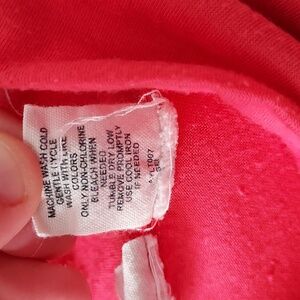 MACHINE WASH COLD
GENTLE CYCLE
WASH WITH LIKE
COLORS
ONLY NON-CHLORINE
BLEACH WHEN
NEEDED
TUMBLE DRY LOW
REMOVE PROMPTLY
USE COOL IRON
IF NEEDED